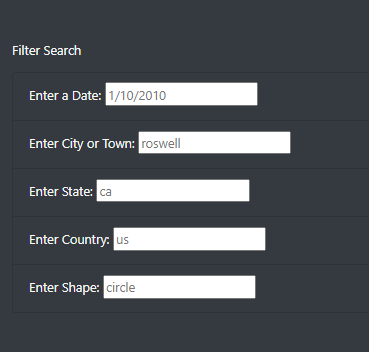 Filter Search
Enter a Date: 1/10/2010
Enter City or Town: roswell
Enter State: ca
Enter Country: us
Enter Shape: circle